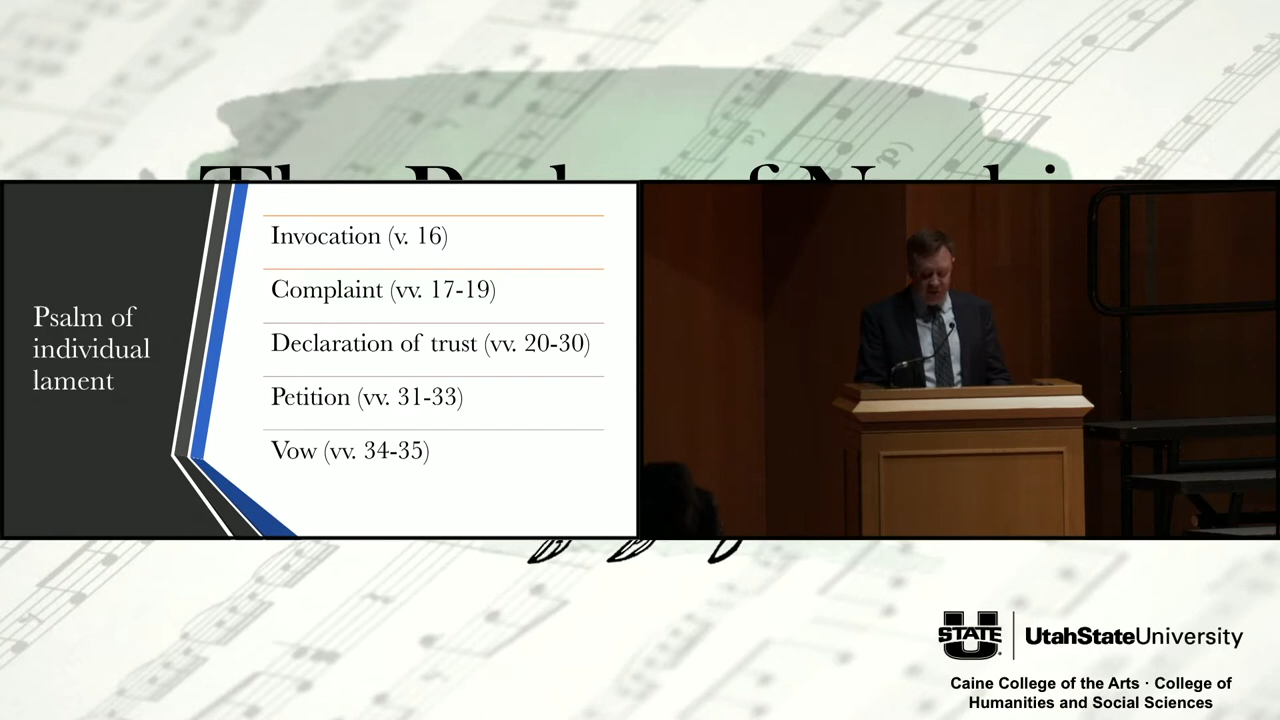 Psalm of
individual
lament
Invocation (v. 16)
Complaint (vv. 17-19)
Declaration of trust (vv. 20-30)
Petition (vv. 31-33)
Vow (vv. 34-35)
STATE
UtahStateUniversity
Caine College of the Arts · College of
Humanities and Social Sciences